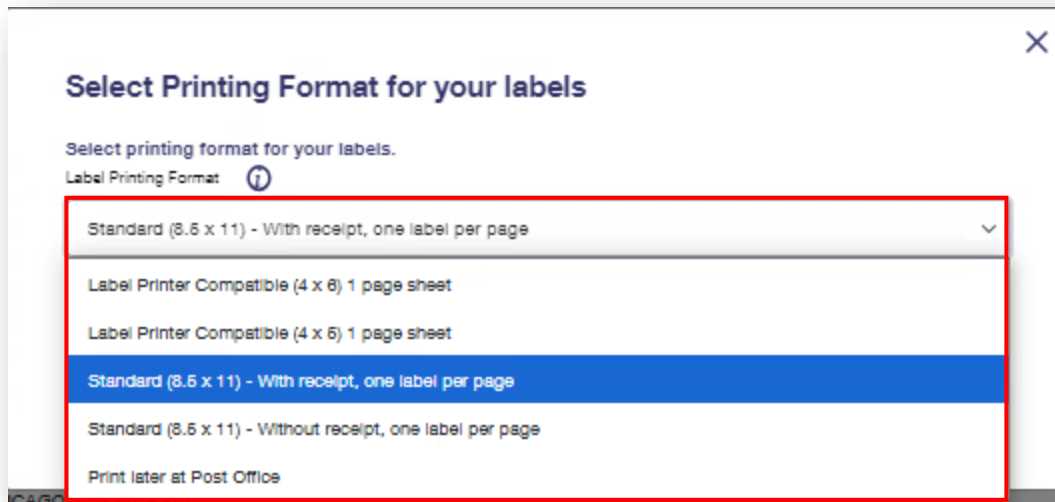 Select Printing Format for your labels
Select printing format for your labels.
Label Printing Format
Standard (8.5 x 11) - With receipt, one label per page
Label Printer Compatible (4 x 6) 1 page sheet
Label Printer Compatible (4 x 5) 1 page sheet
Standard (8.5 x 11) - With receipt, one label per page
Standard (8.5 x 11) - Without receipt, one label per page
Print later at Post Office